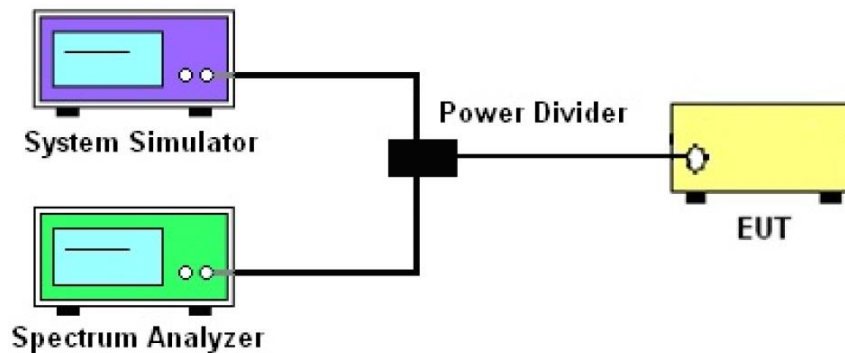 System Simulator
Power Divider
EUT
Spectrum Analyzer